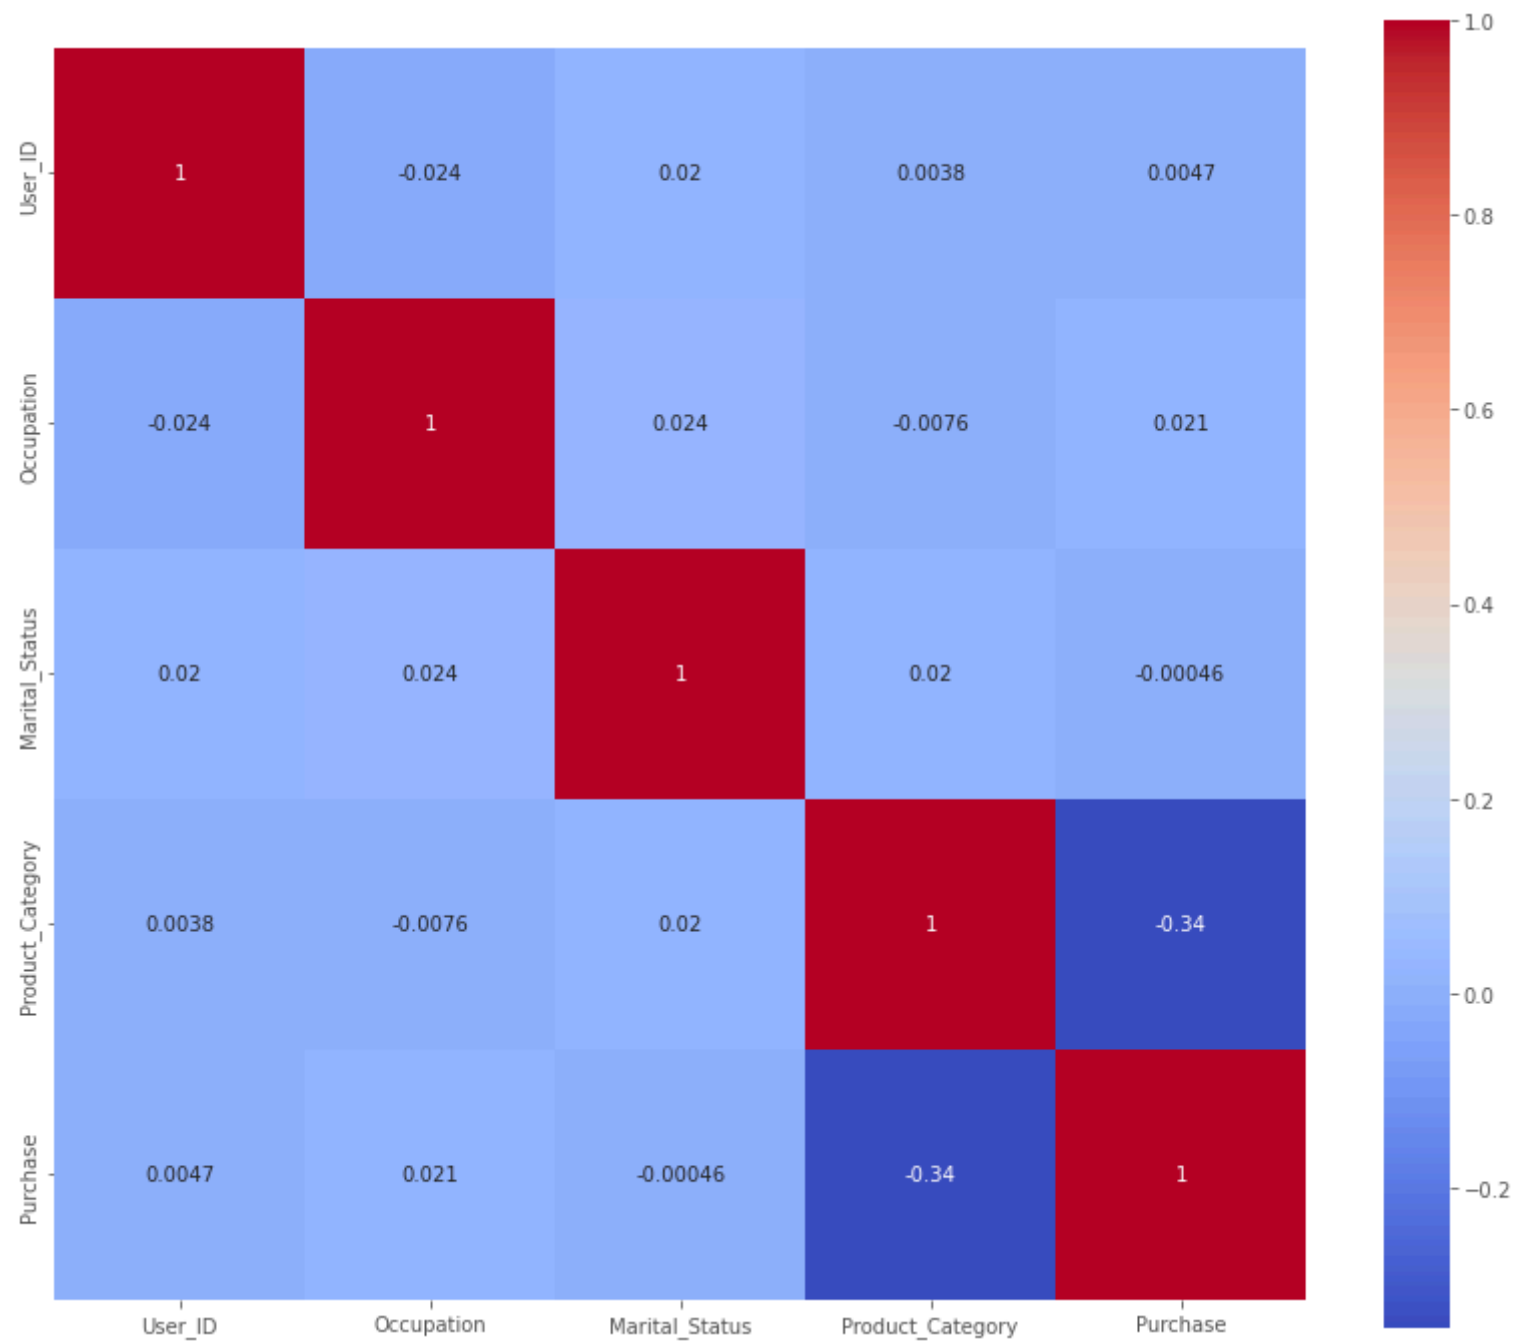 1.0
User_ID 1 -0.024 0.02 0.0038 0.0047
0.8
Occupation -0.024 1 0.024 -0.0076 0.021
0.6
0.4
Marital_Status 0.02 0.024 1 0.02 -0.00046
0.2
Product_Category 0.0038 -0.0076 0.02 1 -0.34
0.0
Purchase 0.0047 0.021 -0.00046 -0.34 1
−0.2
User_ID Occupation Marital_Status Product_Category Purchase